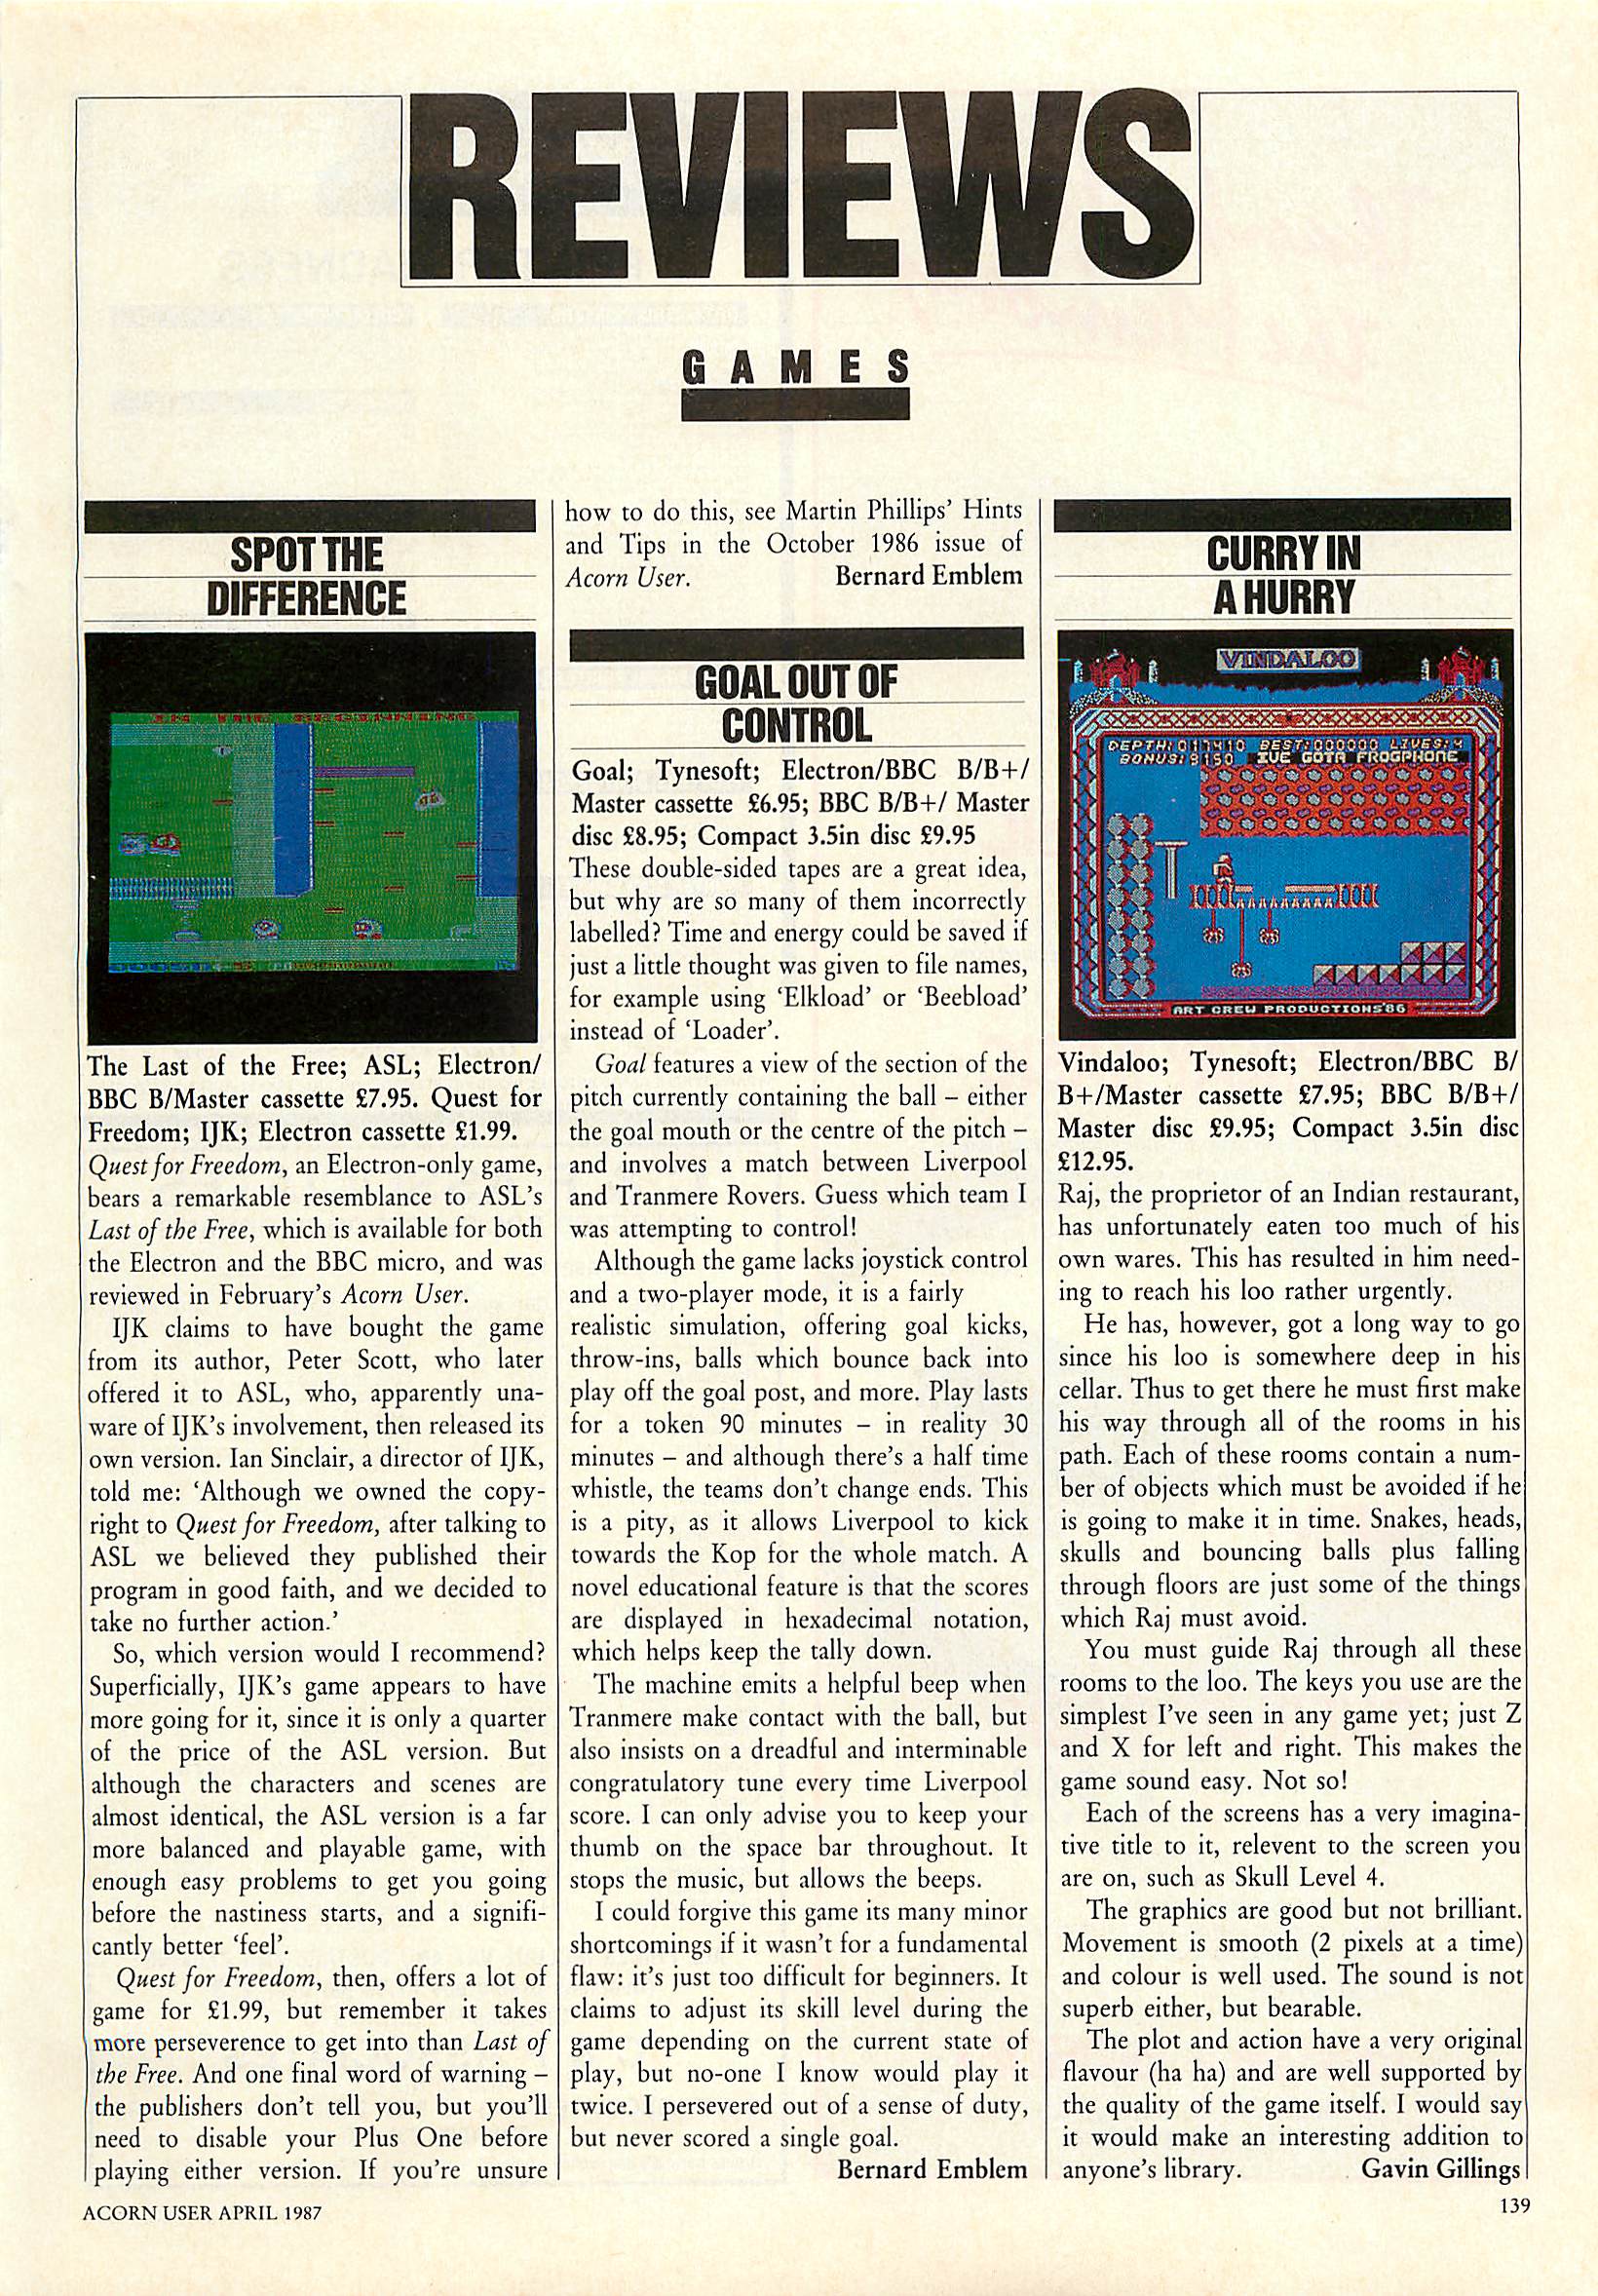 REVIEWS
GAMES
SPOT THE
DIFFERENCE
The Last of the Free; ASL; Electron/
BBC B/Master cassette £7.95. Quest for
Freedom; IJK; Electron cassette £1.99.
Quest for Freedom, an Electron-only game,
bears a remarkable resemblance to ASL's
Last of the Free, which is available for both
the Electron and the BBC micro, and was
reviewed in February's Acorn User.
IJK claims to have bought the game
from its author, Peter Scott, who later
offered it to ASL, who, apparently una-
ware of IJK's involvement, then released its
own version. Ian Sinclair, a director of IJK,
told me: 'Although we owned the copy-
right to Quest for Freedom, after talking to
ASL we believed they published their
program in good faith, and we decided to
take no further action.'
So, which version would I recommend?
Superficially, IJK's game appears to have
more going for it, since it is only a quarter
of the price of the ASL version. But
although the characters and scenes are
almost identical, the ASL version is a far
more balanced and playable game, with
enough easy problems to get you going
before the nastiness starts, and a signifi-
cantly better 'feel'.
Quest for Freedom, then, offers a lot of
game for £1.99, but remember it takes
more perseverence to get into than Last of
the Free. And one final word of warning –
the publishers don't tell you, but you'll
need to disable your Plus One before
playing either version. If you're unsure
how to do this, see Martin Phillips' Hints
and Tips in the October 1986 issue of
Acorn User. Bernard Emblem
GOAL OUT OF
CONTROL
Goal; Tynesoft; Electron/BBC B/B+/
Master cassette £6.95; BBC B/B+/ Master
disc £8.95; Compact 3.5in disc £9.95
These double-sided tapes are a great idea,
but why are so many of them incorrectly
labelled? Time and energy could be saved if
just a little thought was given to file names,
for example using 'Elkload' or 'Beebload'
instead of 'Loader'.
Goal features a view of the section of the
pitch currently containing the ball – either
the goal mouth or the centre of the pitch –
and involves a match between Liverpool
and Tranmere Rovers. Guess which team I
was attempting to control!
Although the game lacks joystick control
and a two-player mode, it is a fairly
realistic simulation, offering goal kicks,
throw-ins, balls which bounce back into
play off the goal post, and more. Play lasts
for a token 90 minutes – in reality 30
minutes – and although there's a half time
whistle, the teams don't change ends. This
is a pity, as it allows Liverpool to kick
towards the Kop for the whole match. A
novel educational feature is that the scores
are displayed in hexadecimal notation,
which helps keep the tally down.
The machine emits a helpful beep when
Tranmere make contact with the ball, but
also insists on a dreadful and interminable
congratulatory tune every time Liverpool
score. I can only advise you to keep your
thumb on the space bar throughout. It
stops the music, but allows the beeps.
I could forgive this game its many minor
shortcomings if it wasn't for a fundamental
flaw: it's just too difficult for beginners. It
claims to adjust its skill level during the
game depending on the current state of
play, but no-one I know would play it
twice. I persevered out of a sense of duty,
but never scored a single goal.
Bernard Emblem
CURRY IN
A HURRY
VINDALOO
DEPTH:017410 BEST:000000 LIVES:4
BONUS:9150 IVE GOTA FROGPHONE
ART CREW PRODUCTIONS'86
Vindaloo; Tynesoft; Electron/BBC B/
B+/Master cassette £7.95; BBC B/B+/
Master disc £9.95; Compact 3.5in disc
£12.95.
Raj, the proprietor of an Indian restaurant,
has unfortunately eaten too much of his
own wares. This has resulted in him need-
ing to reach his loo rather urgently.
He has, however, got a long way to go
since his loo is somewhere deep in his
cellar. Thus to get there he must first make
his way through all of the rooms in his
path. Each of these rooms contain a num-
ber of objects which must be avoided if he
is going to make it in time. Snakes, heads,
skulls and bouncing balls plus falling
through floors are just some of the things
which Raj must avoid.
You must guide Raj through all these
rooms to the loo. The keys you use are the
simplest I've seen in any game yet; just Z
and X for left and right. This makes the
game sound easy. Not so!
Each of the screens has a very imagina-
tive title to it, relevent to the screen you
are on, such as Skull Level 4.
The graphics are good but not brilliant.
Movement is smooth (2 pixels at a time)
and colour is well used. The sound is not
superb either, but bearable.
The plot and action have a very original
flavour (ha ha) and are well supported by
the quality of the game itself. I would say
it would make an interesting addition to
anyone's library. Gavin Gillings
ACORN USER APRIL 1987
139